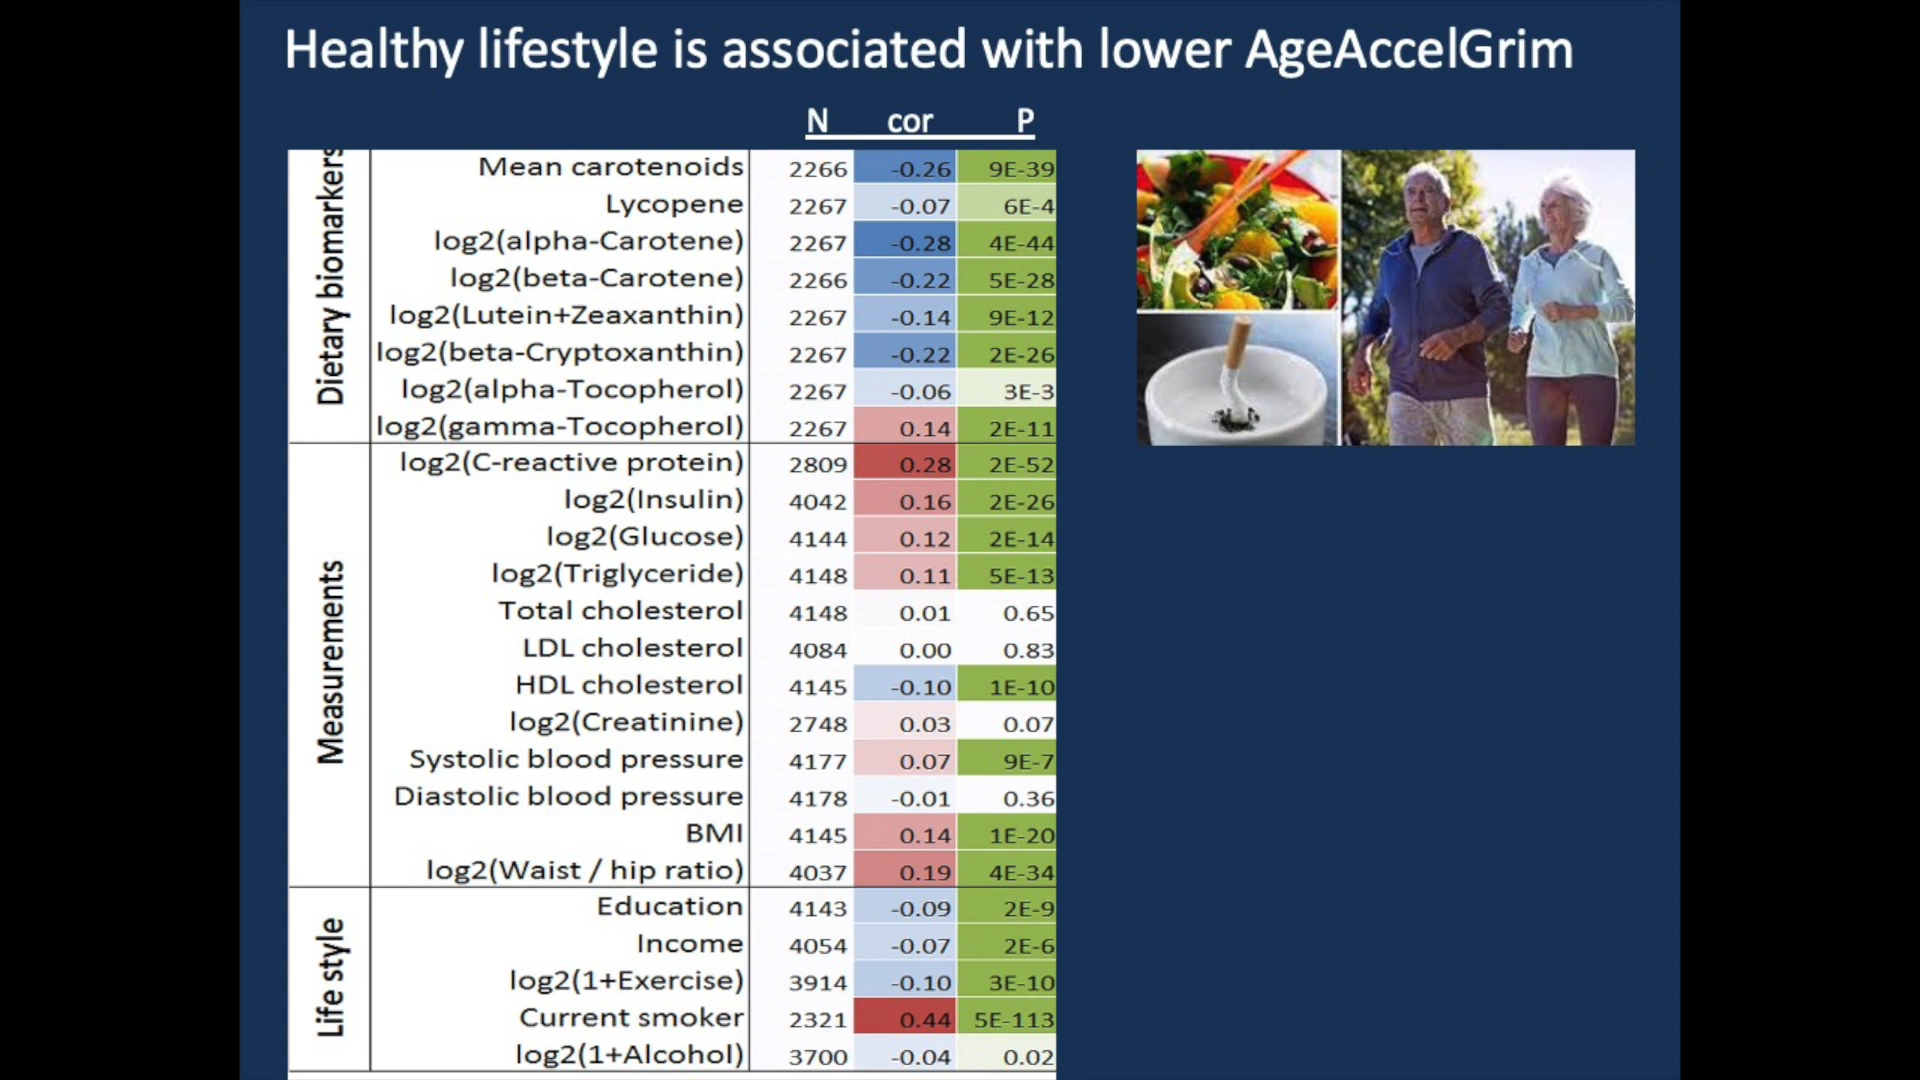 Healthy lifestyle is associated with lower AgeAccelGrim
N cor P
Dietary biomarkers
Mean carotenoids 2266 -0.26 9E-39
Lycopene 2267 -0.07 6E-4
log2(alpha-Carotene) 2267 -0.28 4E-44
log2(beta-Carotene) 2266 -0.22 5E-28
log2(Lutein+Zeaxanthin) 2267 -0.14 9E-12
log2(beta-Cryptoxanthin) 2267 -0.22 2E-26
log2(alpha-Tocopherol) 2267 -0.06 3E-3
log2(gamma-Tocopherol) 2267 0.14 2E-11
Measurements
log2(C-reactive protein) 2809 0.28 2E-52
log2(Insulin) 4042 0.16 2E-26
log2(Glucose) 4144 0.12 2E-14
log2(Triglyceride) 4148 0.11 5E-13
Total cholesterol 4148 0.01 0.65
LDL cholesterol 4084 0.00 0.83
HDL cholesterol 4145 -0.10 1E-10
log2(Creatinine) 2748 0.03 0.07
Systolic blood pressure 4177 0.07 9E-7
Diastolic blood pressure 4178 -0.01 0.36
BMI 4145 0.14 1E-20
log2(Waist / hip ratio) 4037 0.19 4E-34
Life style
Education 4143 -0.09 2E-9
Income 4054 -0.07 2E-6
log2(1+Exercise) 3914 -0.10 3E-10
Current smoker 2321 0.44 5E-113
log2(1+Alcohol) 3700 -0.04 0.02